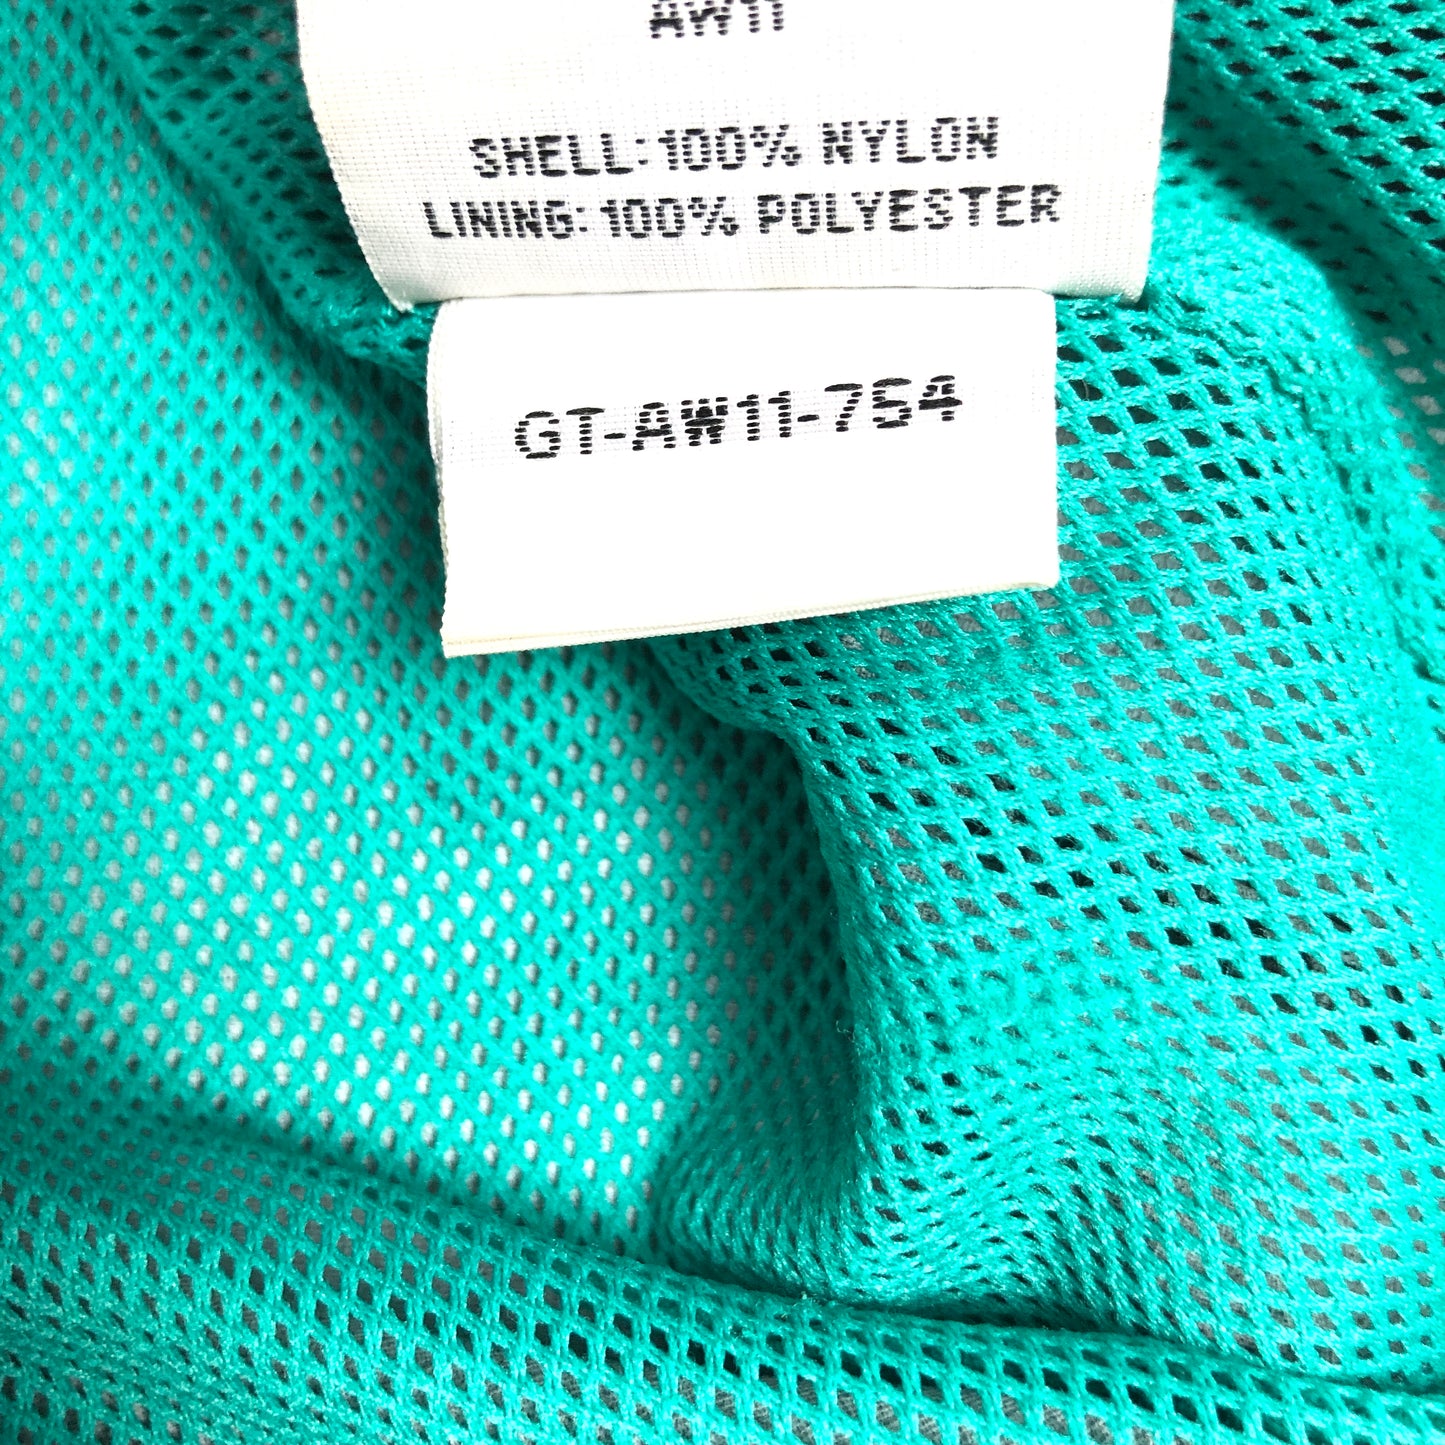 AW11
SHELL:100% NYLON
LINING: 100% POLYESTER
GT-AW11-754